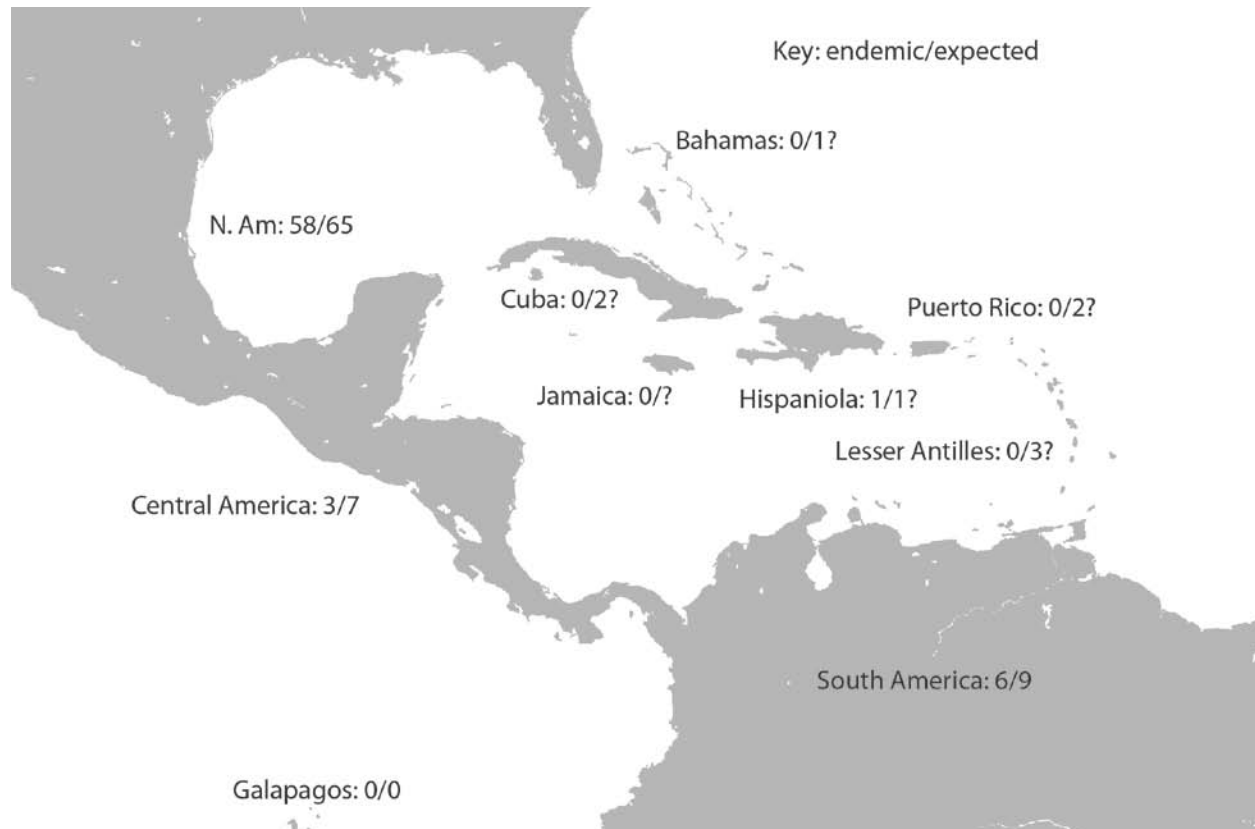 Key: endemic/expected
Bahamas: 0/1?
N. Am: 58/65
Cuba: 0/2?
Puerto Rico: 0/2?
Jamaica: 0/?
Hispaniola: 1/1?
Lesser Antilles: 0/3?
Central America: 3/7
South America: 6/9
Galapagos: 0/0